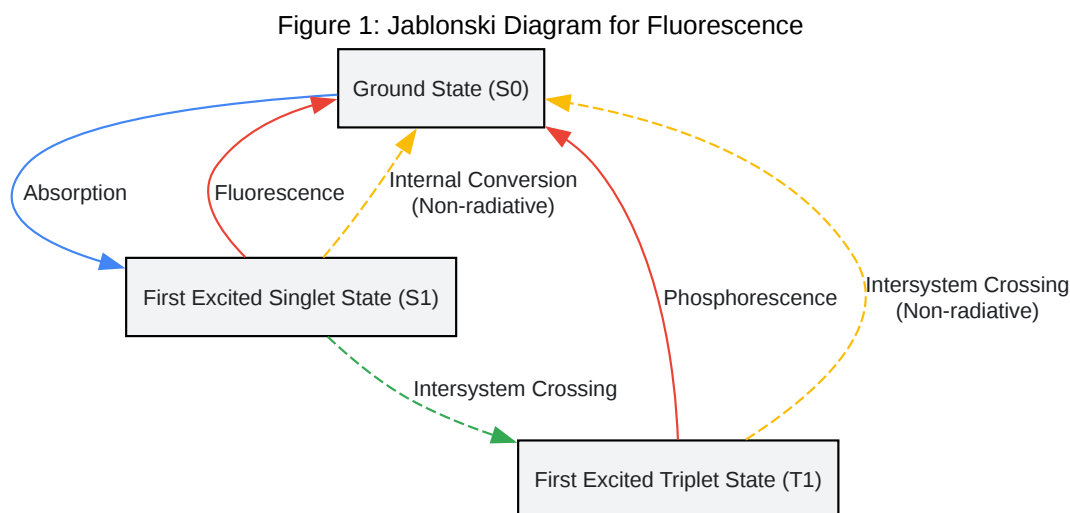 Figure 1: Jablonski Diagram for Fluorescence
Ground State (S0)
Absorption
Fluorescence
Internal Conversion
(Non-radiative)
First Excited Singlet State (S1)
Phosphorescence
Intersystem Crossing
(Non-radiative)
Intersystem Crossing
First Excited Triplet State (T1)